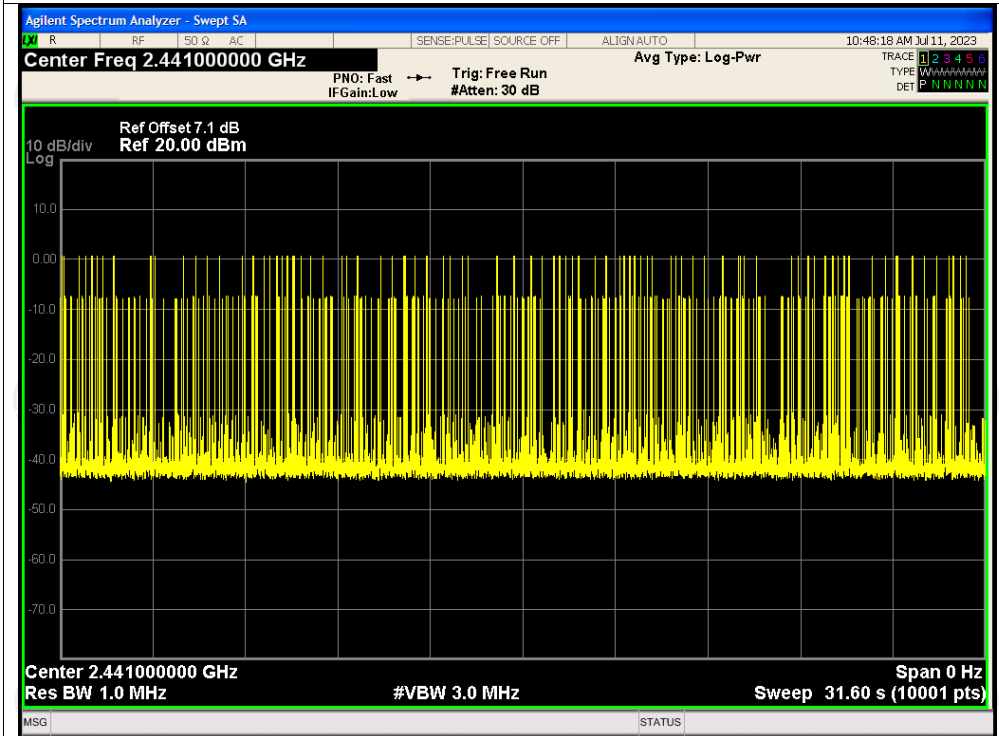 Agilent Spectrum Analyzer - Swept SA
LXI R RF 50 Ω AC SENSE:PULSE SOURCE OFF ALIGN AUTO 10:48:18 AM Jul 11, 2023
Center Freq 2.441000000 GHz
PNO: Fast
IFGain:Low
Trig: Free Run
#Atten: 30 dB
Avg Type: Log-Pwr
TRACE 1 2 3 4 5 6
TYPE W
DET P N N N N N
Ref Offset 7.1 dB
10 dB/div Ref 20.00 dBm
Log
10.0
0.00
-10.0
-20.0
-30.0
-40.0
-50.0
-60.0
-70.0
Center 2.441000000 GHz Span 0 Hz
Res BW 1.0 MHz #VBW 3.0 MHz Sweep 31.60 s (10001 pts)
MSG STATUS